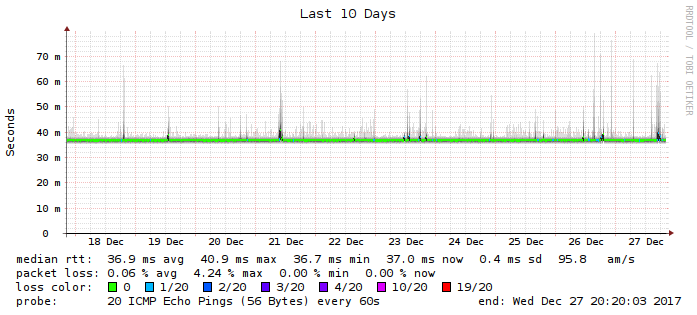 Last 10 Days
RRDTOOL / TOBI OETIKER
Seconds
70 m
60 m
50 m
40 m
30 m
20 m
10 m
0
18 Dec 19 Dec 20 Dec 21 Dec 22 Dec 23 Dec 24 Dec 25 Dec 26 Dec 27 Dec
median rtt: 36.9 ms avg 40.9 ms max 36.7 ms min 37.0 ms now 0.4 ms sd 95.8 am/s
packet loss: 0.06 % avg 4.24 % max 0.00 % min 0.00 % now
loss color: 0 1/20 2/20 3/20 4/20 10/20 19/20
probe: 20 ICMP Echo Pings (56 Bytes) every 60s end: Wed Dec 27 20:20:03 2017